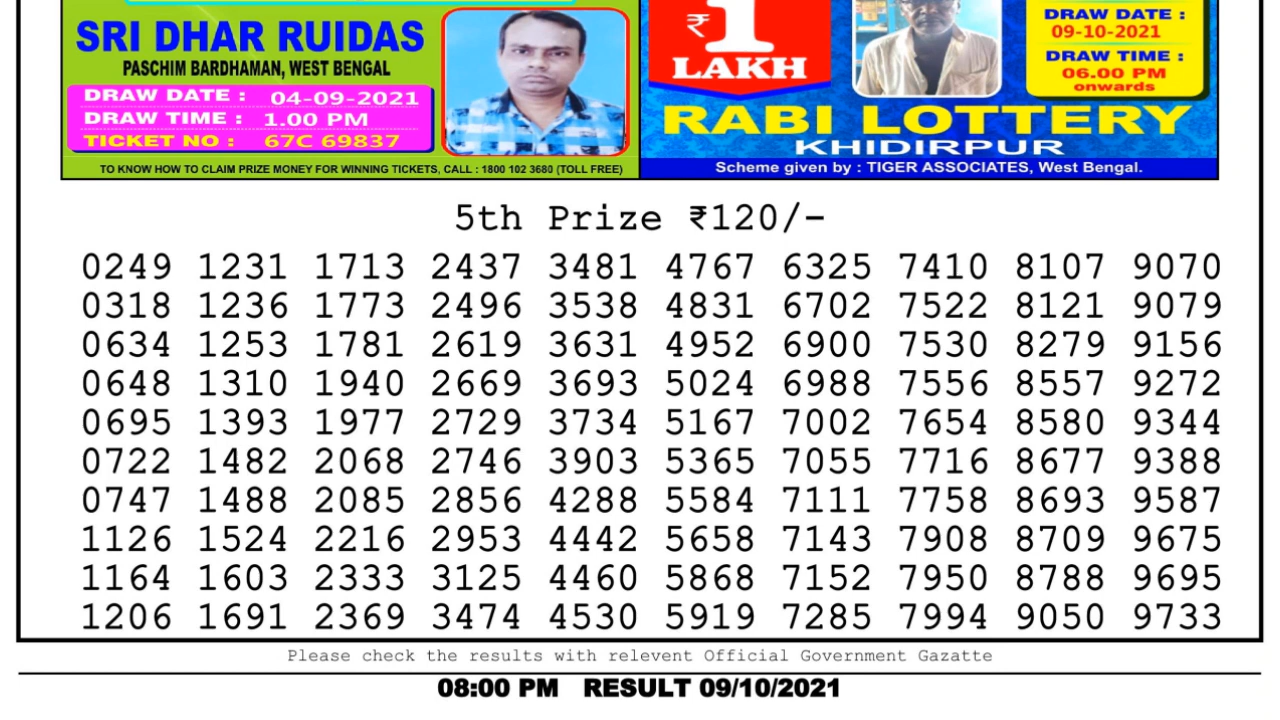 SRI DHAR RUIDAS
PASCHIM BARDHAMAN, WEST BENGAL
DRAW DATE : 04-09-2021
DRAW TIME : 1.00 PM
TICKET NO : 67C 69837
TO KNOW HOW TO CLAIM PRIZE MONEY FOR WINNING TICKETS, CALL : 1800 102 3680 (TOLL FREE)
₹1
LAKH
DRAW DATE :
09-10-2021
DRAW TIME :
06.00 PM
onwards
RABI LOTTERY
KHIDIRPUR
Scheme given by : TIGER ASSOCIATES, West Bengal.
5th Prize ₹120/-
0249 1231 1713 2437 3481 4767 6325 7410 8107 9070
0318 1236 1773 2496 3538 4831 6702 7522 8121 9079
0634 1253 1781 2619 3631 4952 6900 7530 8279 9156
0648 1310 1940 2669 3693 5024 6988 7556 8557 9272
0695 1393 1977 2729 3734 5167 7002 7654 8580 9344
0722 1482 2068 2746 3903 5365 7055 7716 8677 9388
0747 1488 2085 2856 4288 5584 7111 7758 8693 9587
1126 1524 2216 2953 4442 5658 7143 7908 8709 9675
1164 1603 2333 3125 4460 5868 7152 7950 8788 9695
1206 1691 2369 3474 4530 5919 7285 7994 9050 9733
Please check the results with relevent Official Government Gazatte
08:00 PM RESULT 09/10/2021